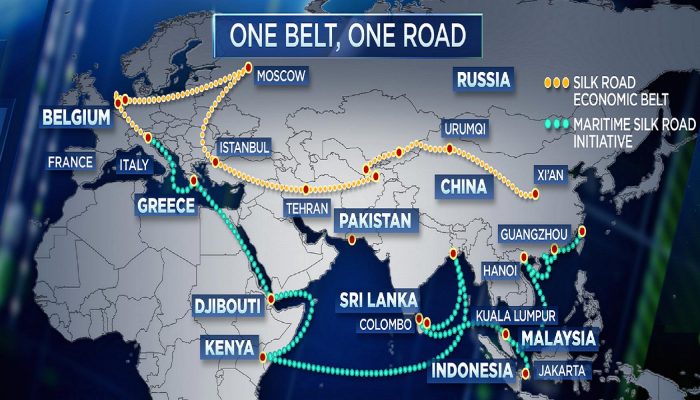 ONE BELT, ONE ROAD
MOSCOW
RUSSIA
SILK ROAD
ECONOMIC BELT
MARITIME SILK ROAD
INITIATIVE
BELGIUM
FRANCE
ITALY
ISTANBUL
URUMQI
GREECE
TEHRAN
CHINA
XI'AN
PAKISTAN
GUANGZHOU
HANOI
DJIBOUTI
SRI LANKA
COLOMBO
KUALA LUMPUR
KENYA
MALAYSIA
INDONESIA
JAKARTA